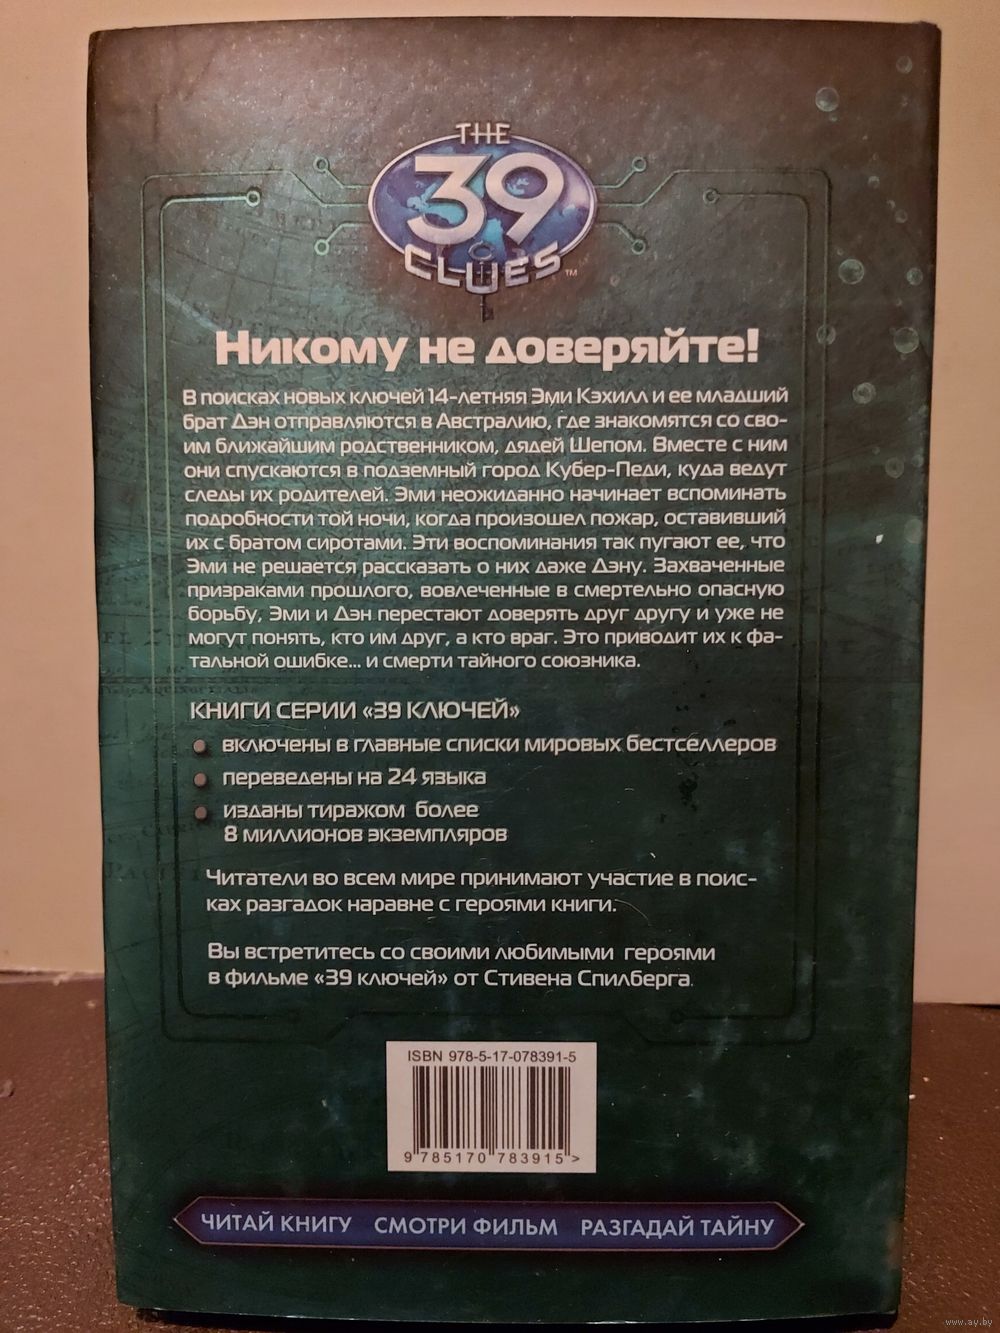 THE
39
CLUES™
Никому не доверяйте!
В поисках новых ключей 14-летняя Эми Кэхилл и ее младший
брат Дэн отправляются в Австралию, где знакомятся со сво-
им ближайшим родственником, дядей Шепом. Вместе с ним
они спускаются в подземный город Кубер-Педи, куда ведут
следы их родителей. Эми неожиданно начинает вспоминать
подробности той ночи, когда произошел пожар, оставивший
их с братом сиротами. Эти воспоминания так пугают ее, что
Эми не решается рассказать о них даже Дэну. Захваченные
призраками прошлого, вовлеченные в смертельно опасную
борьбу, Эми и Дэн перестают доверять друг другу и уже не
могут понять, кто им друг, а кто враг. Это приводит их к фа-
тальной ошибке... и смерти тайного союзника.
КНИГИ СЕРИИ «39 КЛЮЧЕЙ»
включены в главные списки мировых бестселлеров
переведены на 24 языка
изданы тиражом более
8 миллионов экземпляров
Читатели во всем мире принимают участие в поис-
ках разгадок наравне с героями книги.
Вы встретитесь со своими любимыми героями
в фильме «39 ключей» от Стивена Спилберга.
ISBN 978-5-17-078391-5
9 785170 783915 >
ЧИТАЙ КНИГУ СМОТРИ ФИЛЬМ РАЗГАДАЙ ТАЙНУ
www.ay.by